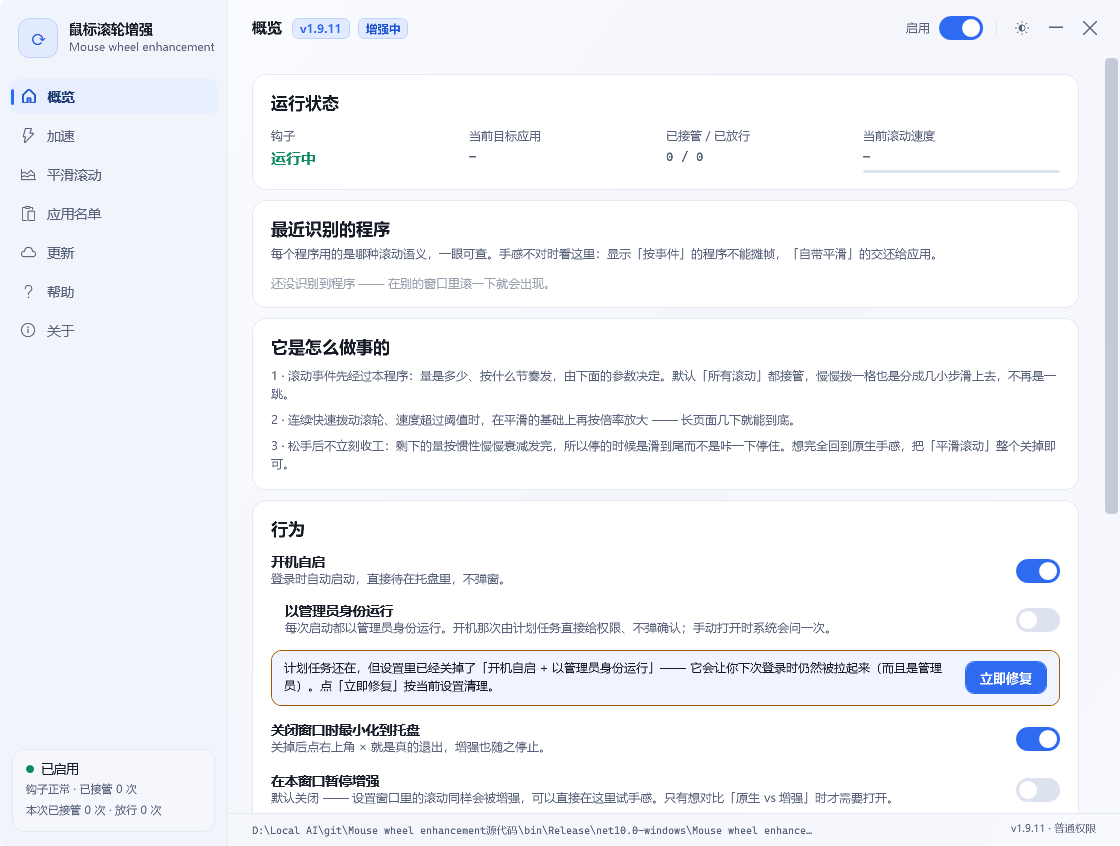 鼠标滚轮增强
Mouse wheel enhancement
概览
加速
平滑滚动
应用名单
更新
帮助
关于
已启用
钩子正常 · 已接管 0 次
本次已接管 0 次 · 放行 0 次
概览 v1.9.11 增强中
启用
运行状态
钩子 当前目标应用 已接管 / 已放行 当前滚动速度
运行中 — 0 / 0 —
最近识别的程序
每个程序用的是哪种滚动语义，一眼可查。手感不对时看这里：显示「按事件」的程序不能摊帧，「自带平滑」的交还给应用。
还没识别到程序 —— 在别的窗口里滚一下就会出现。
它是怎么做事的
1 · 滚动事件先经过本程序：量是多少、按什么节奏发，由下面的参数决定。默认「所有滚动」都接管，慢慢拨一格也是分成几小步滑上去，不再是一
跳。
2 · 连续快速拨动滚轮、速度超过阈值时，在平滑的基础上再按倍率放大 —— 长页面几下就能到底。
3 · 松手后不立刻收工：剩下的量按惯性慢慢衰减发完，所以停的时候是滑到尾而不是咔一下停住。想完全回到原生手感，把「平滑滚动」整个关掉即
可。
行为
开机自启
登录时自动启动，直接待在托盘里，不弹窗。
以管理员身份运行
每次启动都以管理员身份运行。开机那次由计划任务直接给权限、不弹确认；手动打开时系统会问一次。
计划任务还在，但设置里已经关掉了「开机自启 + 以管理员身份运行」—— 它会让你下次登录时仍然被拉起来（而且是管理
员）。点「立即修复」按当前设置清理。
立即修复
关闭窗口时最小化到托盘
关掉后点右上角 × 就是真的退出，增强也随之停止。
在本窗口暂停增强
默认关闭 —— 设置窗口里的滚动同样会被增强，可以直接在这里试手感。只有想对比「原生 vs 增强」时才需要打开。
D:\Local AI\git\Mouse wheel enhancement源代码\bin\Release\net10.0-windows\Mouse wheel enhance…
v1.9.11 · 普通权限